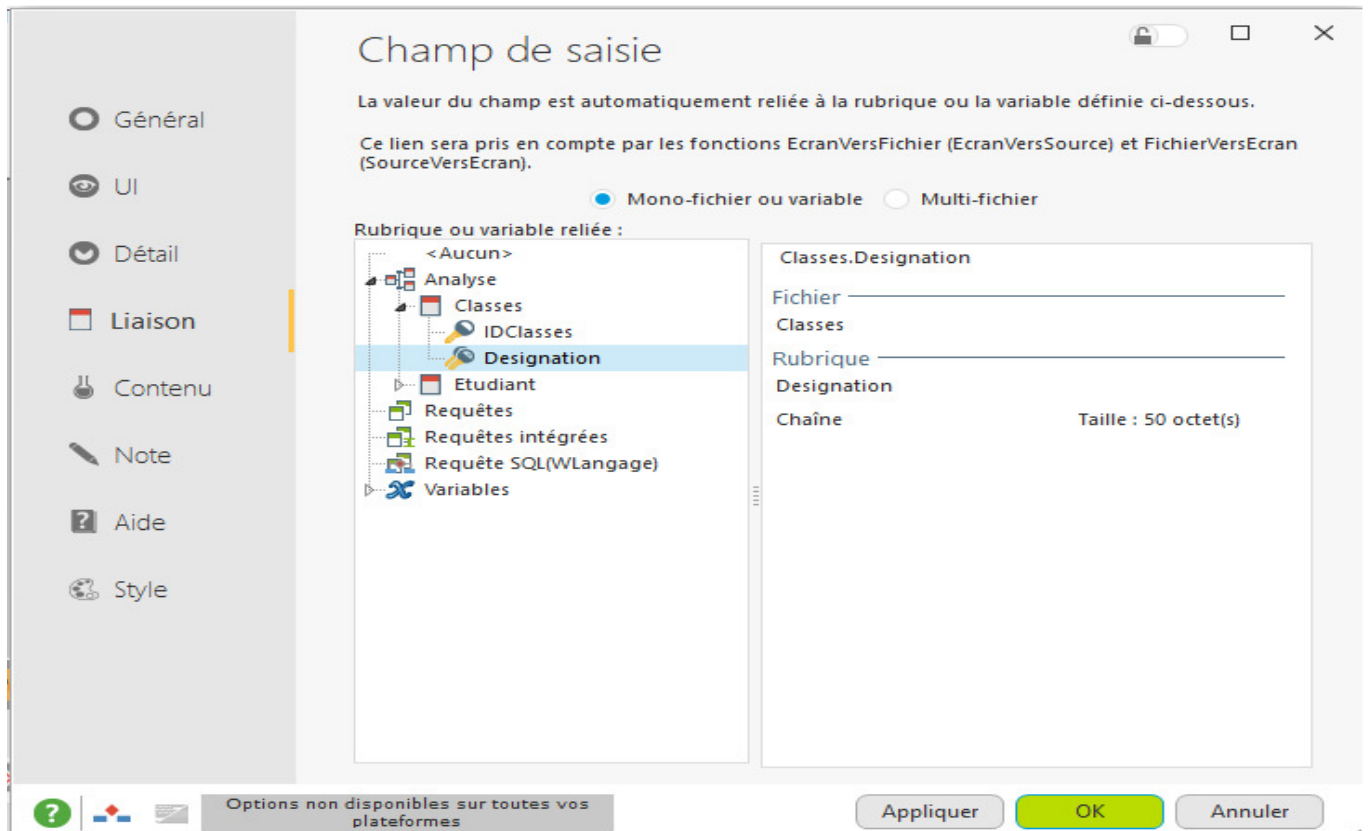 Champ de saisie
La valeur du champ est automatiquement reliée à la rubrique ou la variable définie ci-dessous.
Ce lien sera pris en compte par les fonctions EcranVersFichier (EcranVersSource) et FichierVersEcran
(SourceVersEcran).
Mono-fichier ou variable Multi-fichier
Général
UI
Détail
Liaison
Contenu
Note
Aide
Style
Rubrique ou variable reliée :
<Aucun>
Analyse
Classes
IDClasses
Designation
Etudiant
Requêtes
Requêtes intégrées
Requête SQL(WLangage)
Variables
Classes.Designation
Fichier
Classes
Rubrique
Designation
Chaîne Taille : 50 octet(s)
Options non disponibles sur toutes vos
plateformes
Appliquer OK Annuler